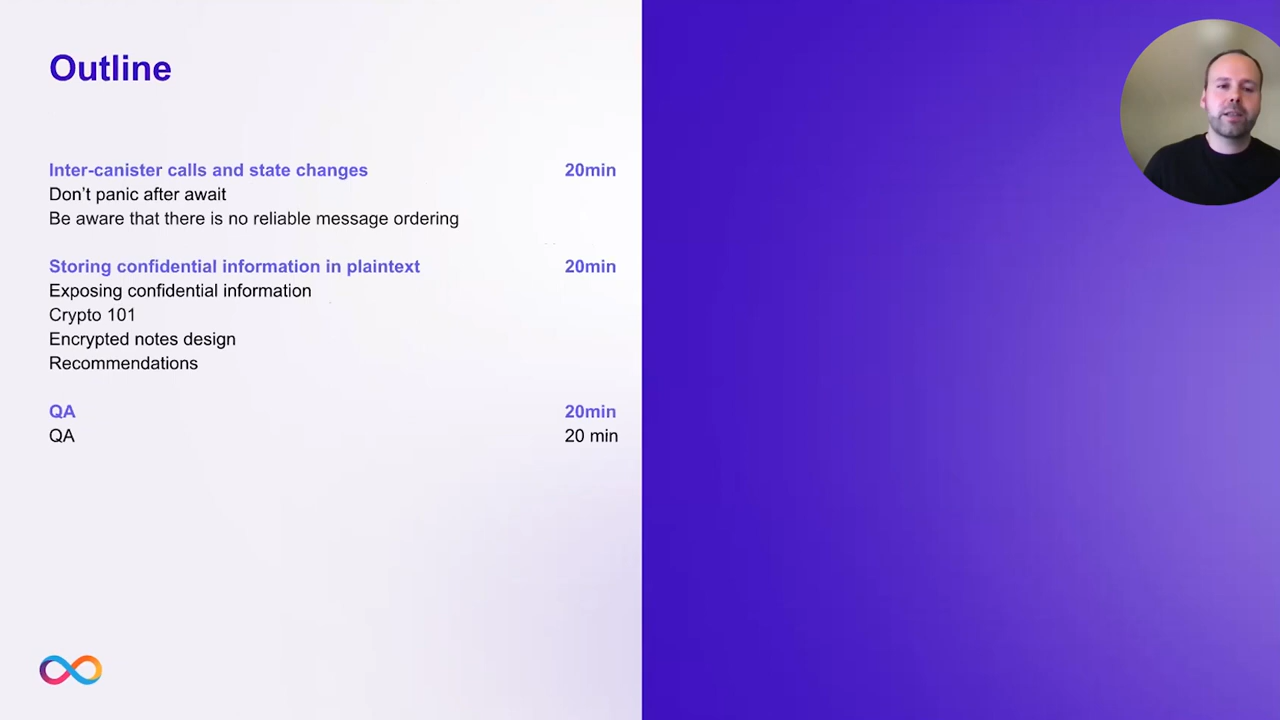 Outline
Inter-canister calls and state changes 20min
Don’t panic after await
Be aware that there is no reliable message ordering
Storing confidential information in plaintext 20min
Exposing confidential information
Crypto 101
Encrypted notes design
Recommendations
QA 20min
QA 20 min